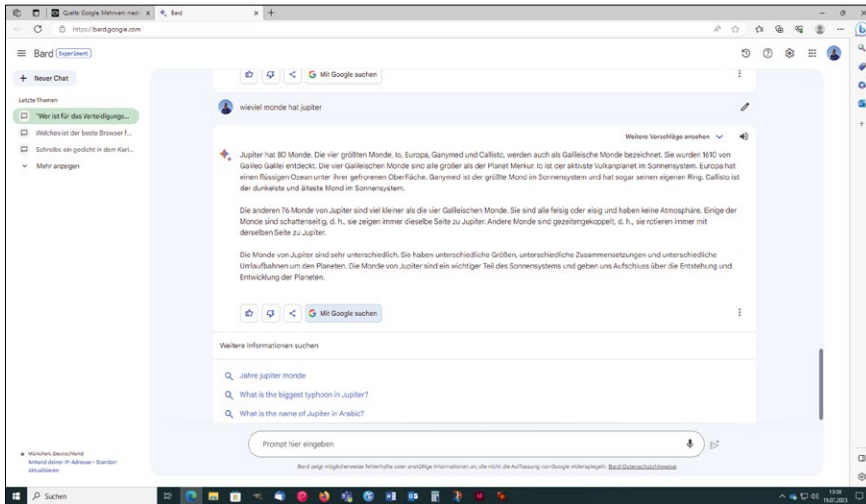 Quelle: Google, Mehrwert: niedr
Bard
https://bard.google.com
Bard
Experiment
Neuer Chat
Letzte Themen
"Wer ist für das Verteidigungs...
Welches ist der beste Browser f...
Schreibe ein gedicht in dem Kari...
Mehr anzeigen
Mit Google suchen
wieviel monde hat jupiter
Weitere Vorschläge ansehen
Jupiter hat 80 Monde. Die vier größten Monde, Io, Europa, Ganymed und Callisto, werden auch als Galileische Monde bezeichnet. Sie wurden 1610 von
Galileo Galilei entdeckt. Die vier Galileischen Monde sind alle größer als der Planet Merkur. Io ist der aktivste Vulkanplanet im Sonnensystem. Europa hat
einen flüssigen Ozean unter ihrer gefrorenen Oberfläche. Ganymed ist der größte Mond im Sonnensystem und hat sogar seinen eigenen Ring. Callisto ist
der dunkelste und älteste Mond im Sonnensystem.
Die anderen 76 Monde von Jupiter sind viel kleiner als die vier Galileischen Monde. Sie sind alle felsig oder eisig und haben keine Atmosphäre. Einige der
Monde sind schattenseitig, d. h., sie zeigen immer dieselbe Seite zu Jupiter. Andere Monde sind gezeitengekoppelt, d. h., sie rotieren immer mit
derselben Seite zu Jupiter.
Die Monde von Jupiter sind sehr unterschiedlich. Sie haben unterschiedliche Größen, unterschiedliche Zusammensetzungen und unterschiedliche
Umlaufbahnen um den Planeten. Die Monde von Jupiter sind ein wichtiger Teil des Sonnensystems und geben uns Aufschluss über die Entstehung und
Entwicklung der Planeten.
Mit Google suchen
Weitere Informationen suchen
Jahre jupiter monde
What is the biggest typhoon in Jupiter?
What is the name of Jupiter in Arabic?
Prompt hier eingeben
Bard zeigt möglicherweise fehlerhafte oder anstößige Informationen an, die nicht die Auffassung von Google widerspiegeln. Bard-Datenschutzhinweise
München, Deutschland
Anhand deiner IP-Adresse • Standort
aktualisieren
Suchen